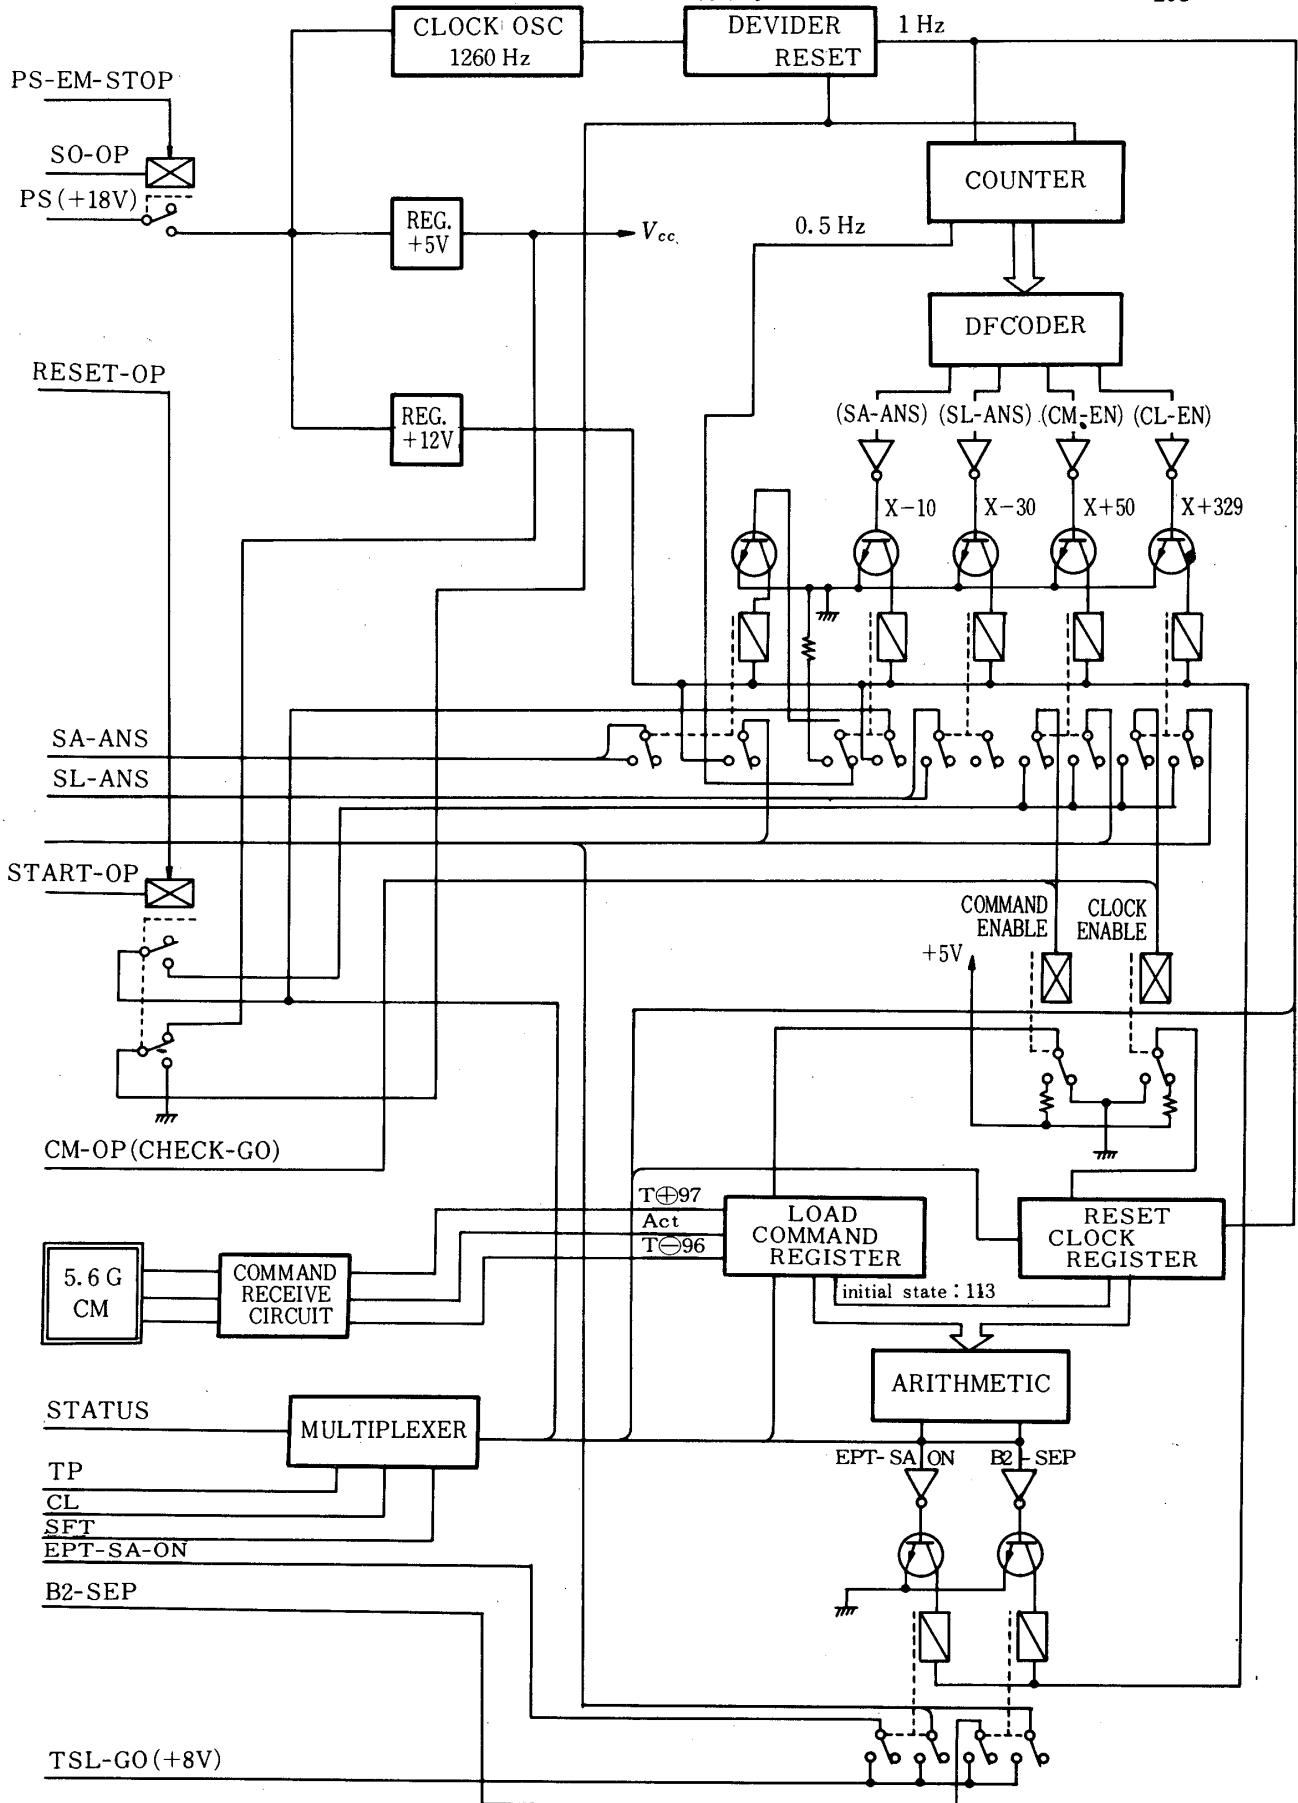 CLOCK OSC
1260 Hz
DEVIDER
RESET
1 Hz
PS-EM-STOP
SO-OP
PS(+18V)
COUNTER
REG.
+5V
Vcc
0.5 Hz
DFCODER
RESET-OP
REG.
+12V
(SA-ANS) (SL-ANS) (CM-EN) (CL-EN)
X-10
X-30
X+50
X+329
SA-ANS
SL-ANS
START-OP
COMMAND
ENABLE
CLOCK
ENABLE
+5V
CM-OP(CHECK-GO)
T⊕97
Act
T⊖96
LOAD
COMMAND
REGISTER
RESET
CLOCK
REGISTER
5.6 G
CM
COMMAND
RECEIVE
CIRCUIT
initial state : 113
ARITHMETIC
STATUS
MULTIPLEXER
EPT-SA ON
B2-SEP
TP
CL
SFT
EPT-SA-ON
B2-SEP
TSL-GO(+8V)